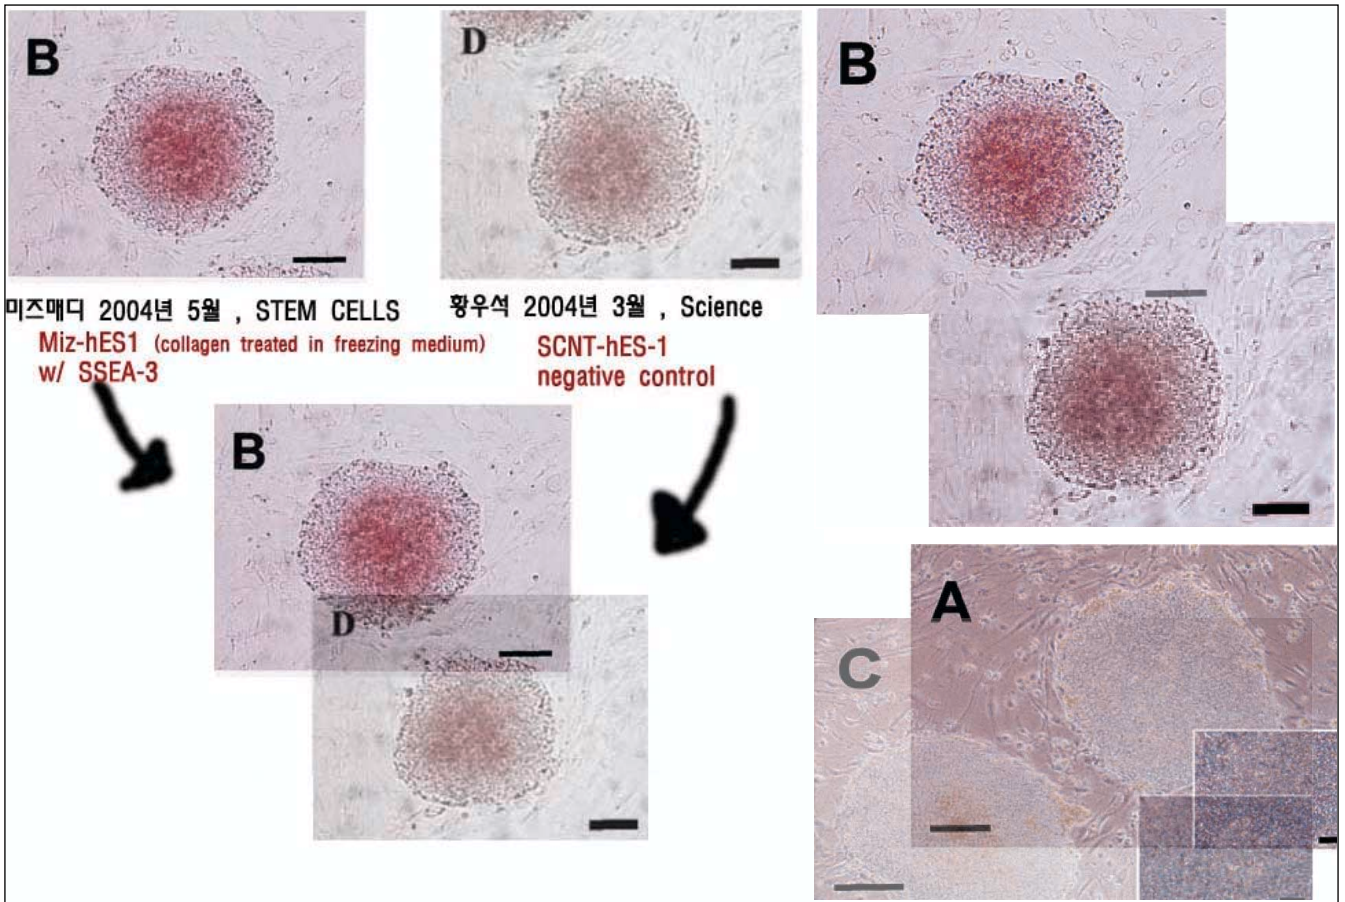 B
D
B
미즈매디 2004년 5월 , STEM CELLS
Miz-hES1 (collagen treated in freezing medium)
w/ SSEA-3
황우석 2004년 3월 , Science
SCNT-hES-1
negative control
B
D
A
C